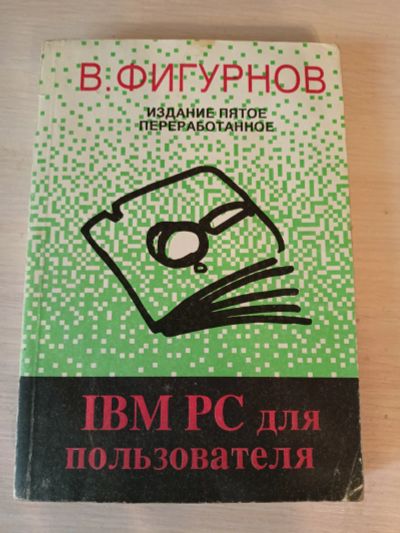 В. ФИГУРНОВ
ИЗДАНИЕ ПЯТОЕ
ПЕРЕРАБОТАННОЕ
IBM PC для
пользователя